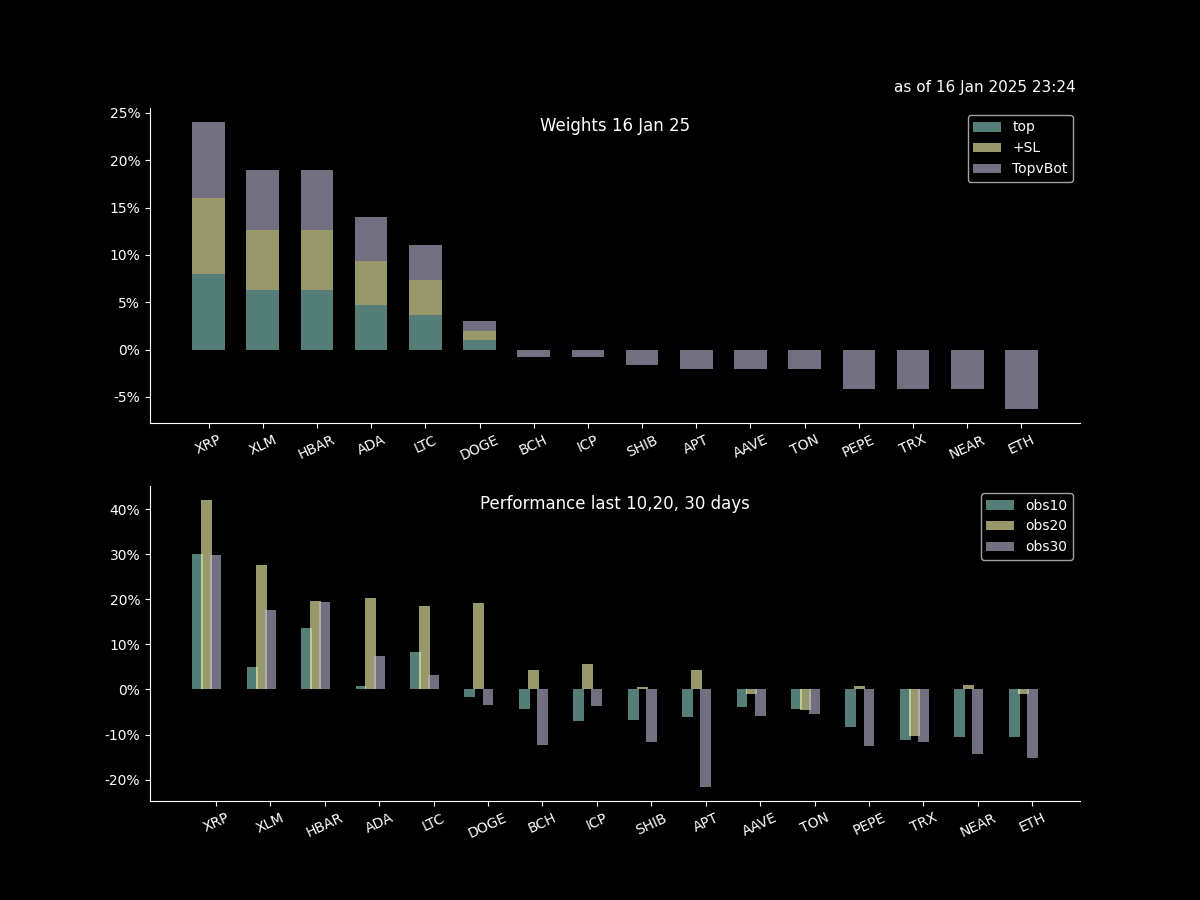 as of 16 Jan 2025 23:24
Weights 16 Jan 25
top
+SL
TopvBot
25%
20%
15%
10%
5%
0%
-5%
XRP XLM HBAR ADA LTC DOGE BCH ICP SHIB APT AAVE TON PEPE TRX NEAR ETH
Performance last 10,20, 30 days
obs10
obs20
obs30
40%
30%
20%
10%
0%
-10%
-20%
XRP XLM HBAR ADA LTC DOGE BCH ICP SHIB APT AAVE TON PEPE TRX NEAR ETH